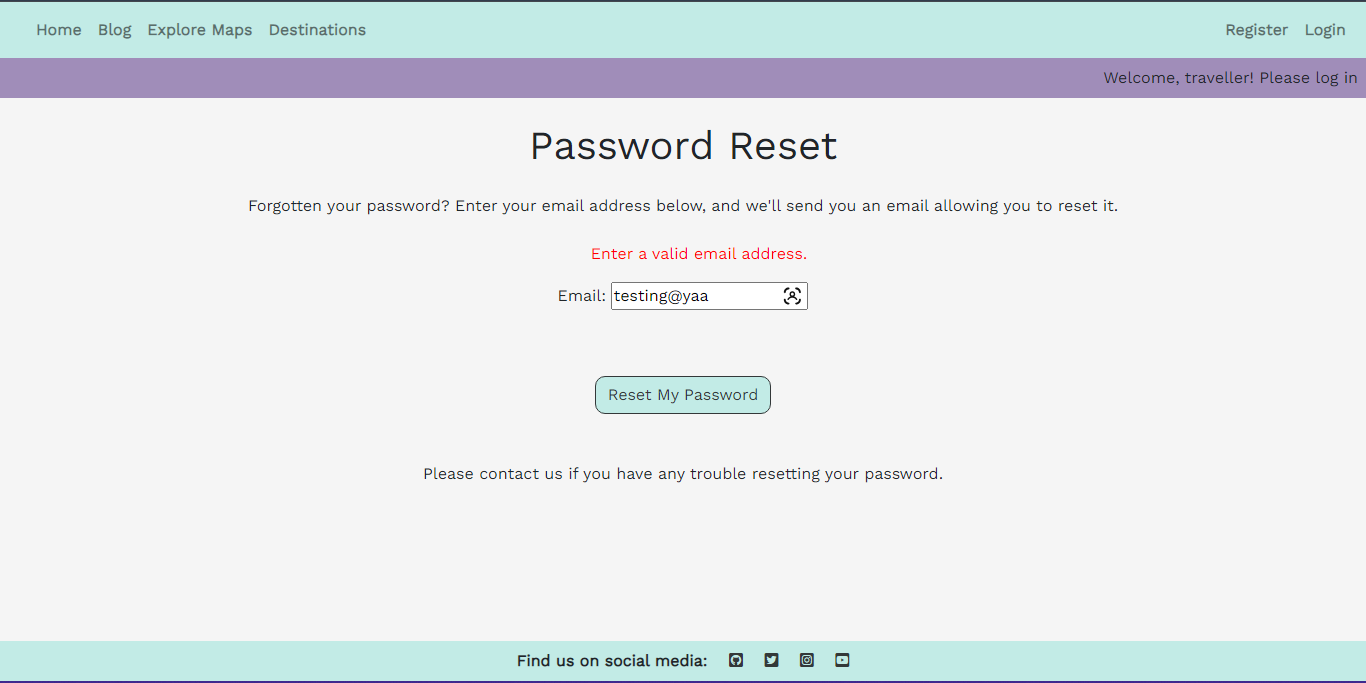 Home Blog Explore Maps Destinations Register Login
Welcome, traveller! Please log in
Password Reset
Forgotten your password? Enter your email address below, and we'll send you an email allowing you to reset it.
Enter a valid email address.
Email: testing@yaa
Reset My Password
Please contact us if you have any trouble resetting your password.
Find us on social media: